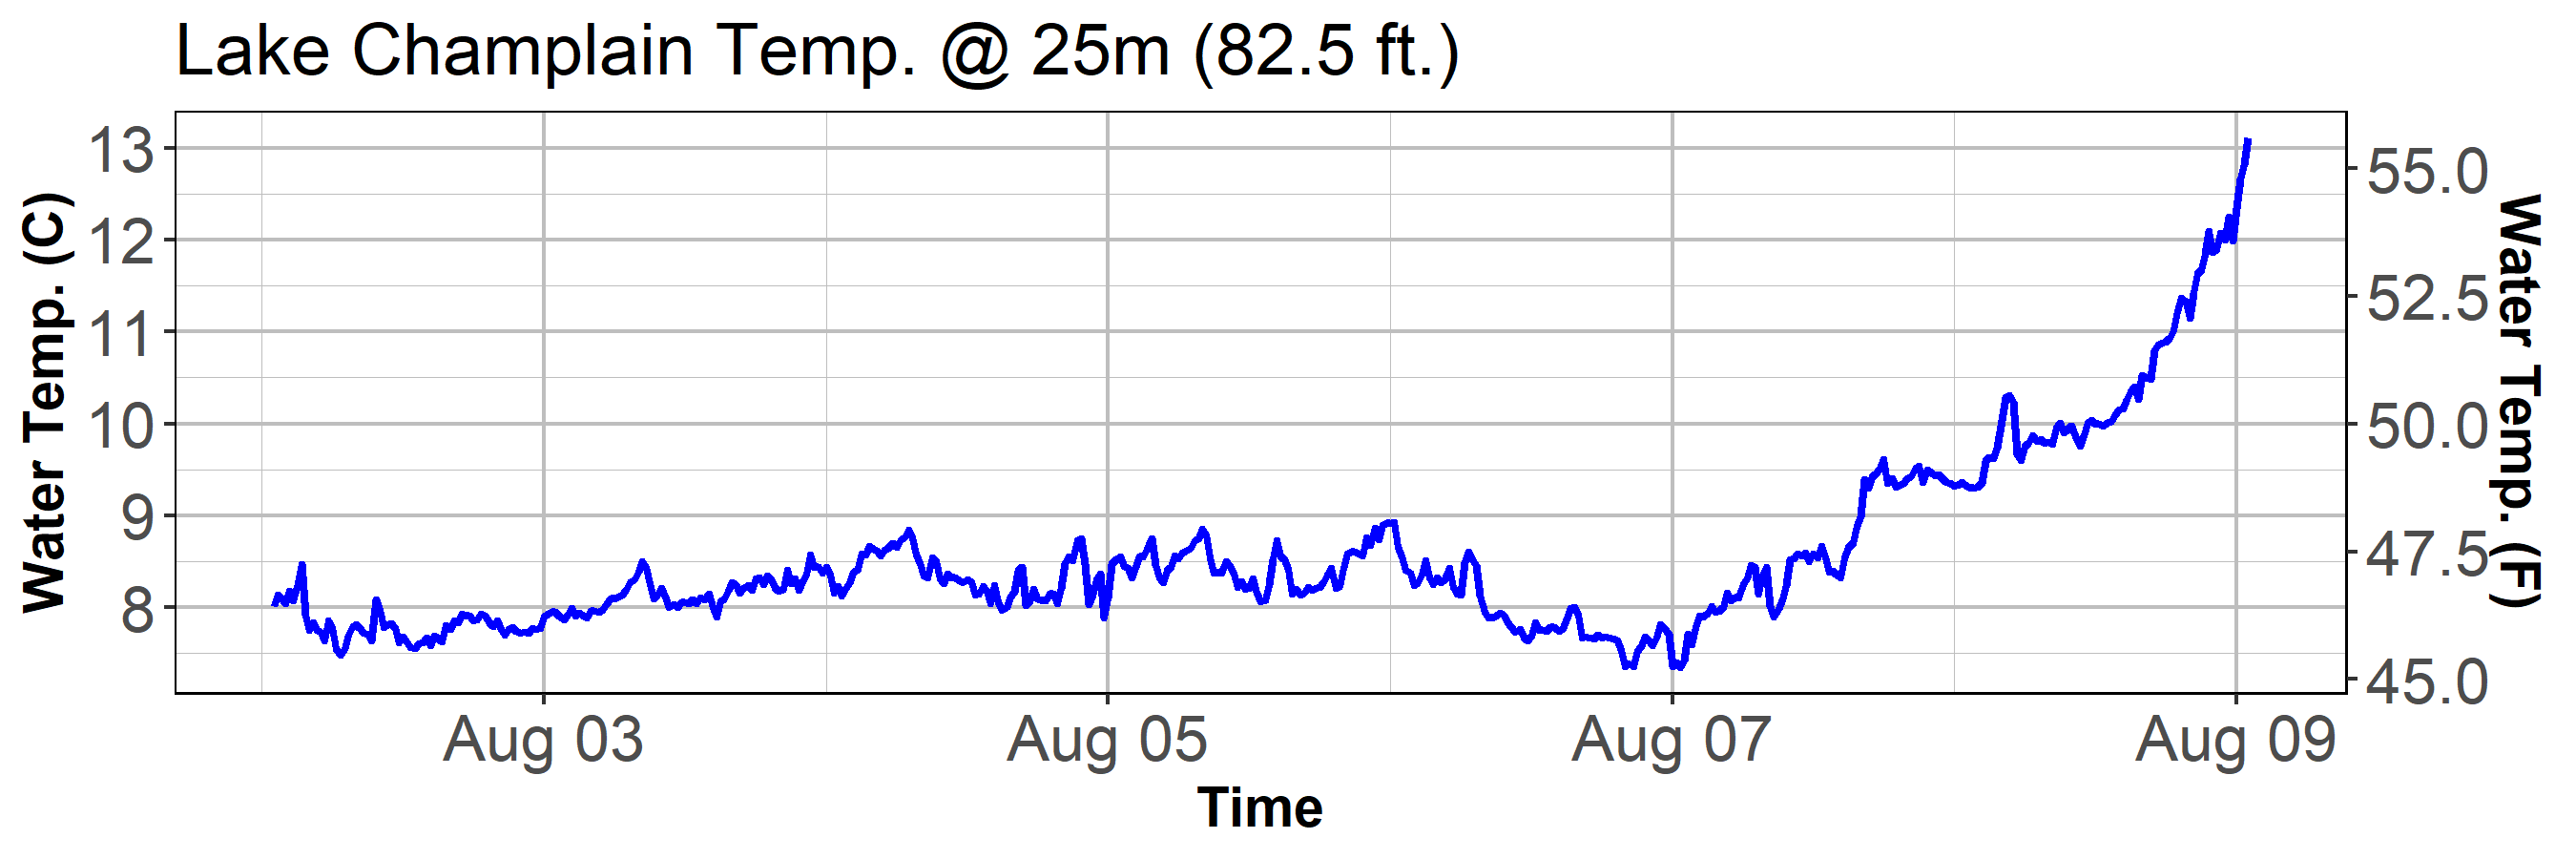 Lake Champlain Temp. @ 25m (82.5 ft.)
Water Temp. (C)
13
12
11
10
9
8
55.0
52.5
50.0
47.5
45.0
Water Temp. (F)
Aug 03
Aug 05
Aug 07
Aug 09
Time